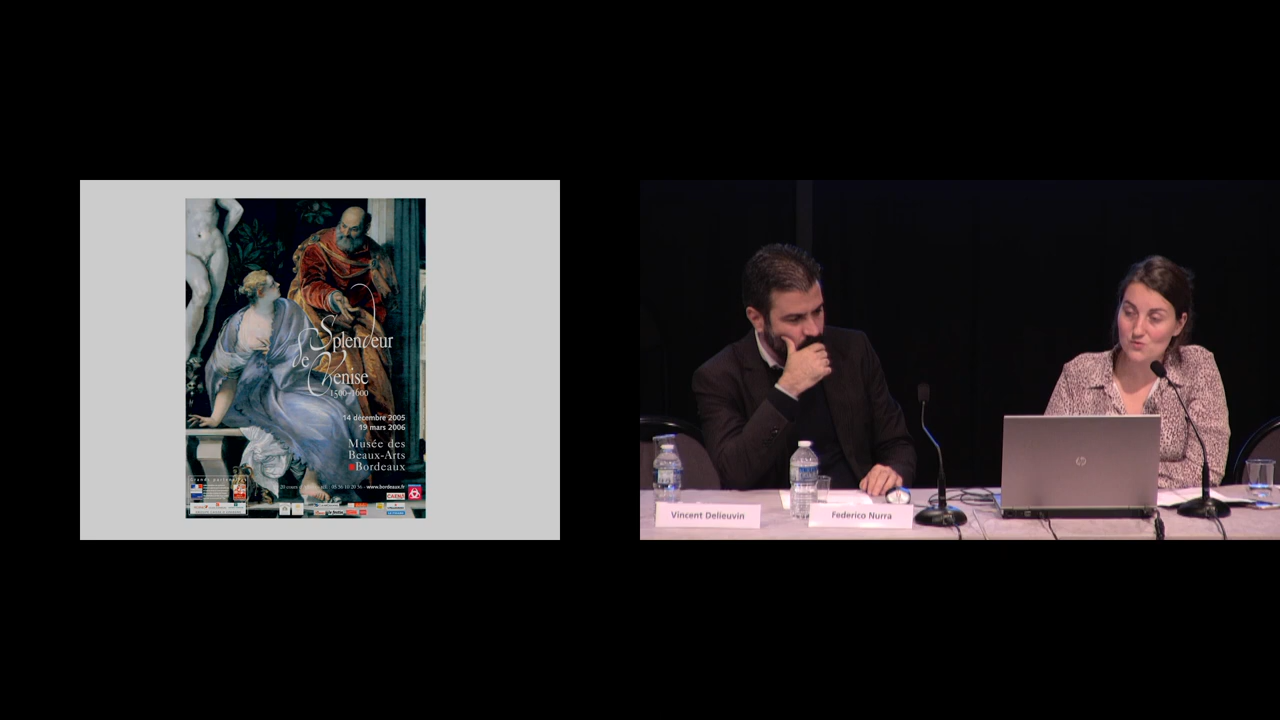 Splendeur
de
Venise
1500-1600
14 décembre 2005
19 mars 2006
Musée des
Beaux-Arts
Bordeaux
www.bordeaux.fr
Vincent Delieuvin
Federico Nurra
hp